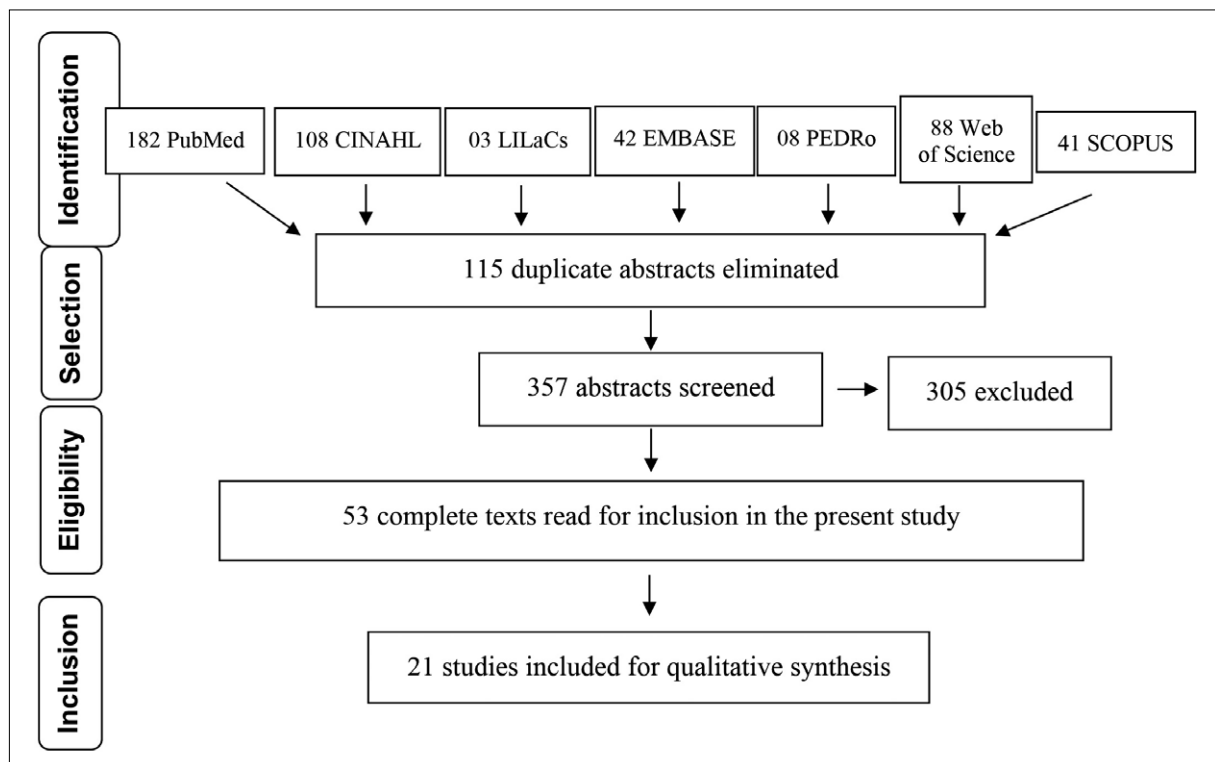 Identification
182 PubMed
108 CINAHL
03 LILaCs
42 EMBASE
08 PEDRo
88 Web
of Science
41 SCOPUS
115 duplicate abstracts eliminated
Selection
357 abstracts screened
305 excluded
Eligibility
53 complete texts read for inclusion in the present study
Inclusion
21 studies included for qualitative synthesis